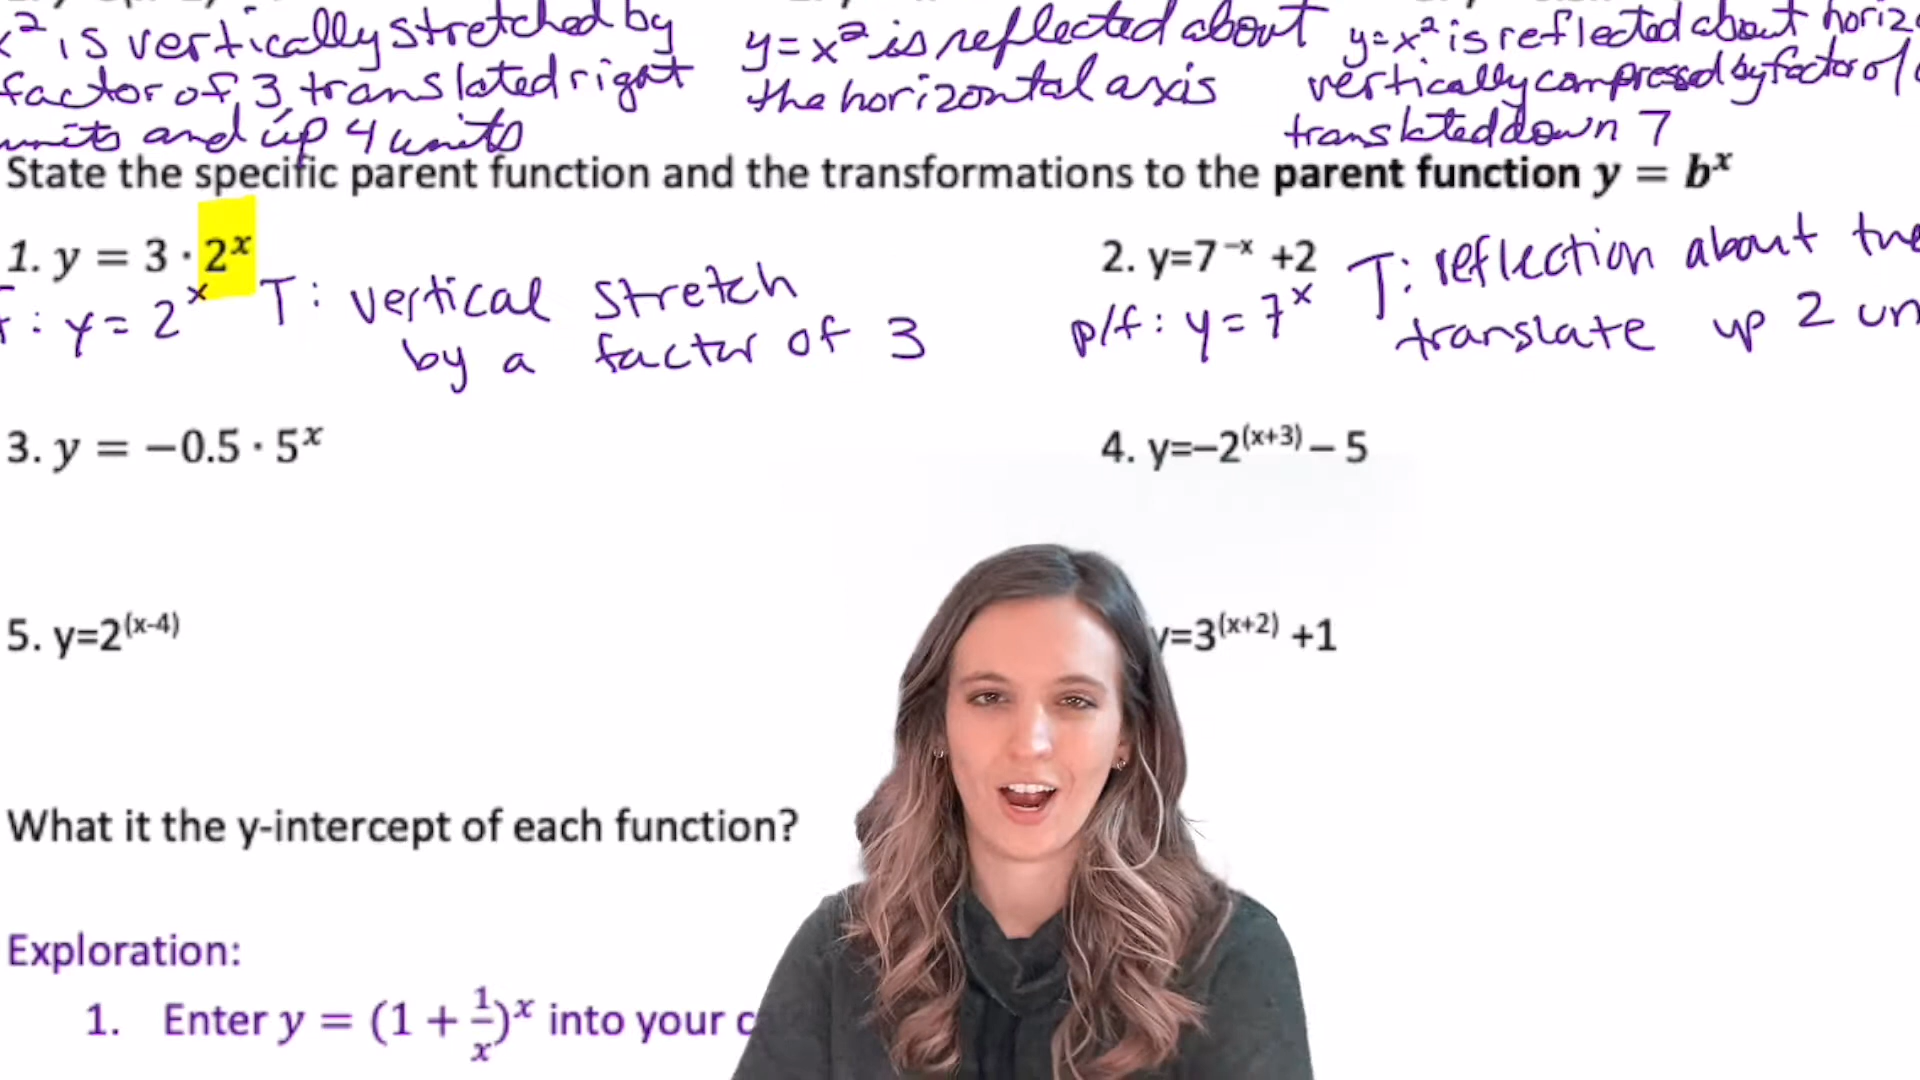 x² is vertically stretched by
factor of, 3, translated right
units and up 4 units
y=x² is reflected about
the horizontal axis
y=x² is reflected about horiz
vertically compressed by factor of
translated down 7
State the specific parent function and the transformations to the parent function y = bˣ
1. y = 3 · 2ˣ
: y = 2ˣ T: vertical stretch
by a factor of 3
2. y=7⁻ˣ +2
T: reflection about the
p/f: y = 7ˣ
translate up 2 un
3. y = −0.5 · 5ˣ
4. y=−2⁽ˣ⁺³⁾ – 5
5. y=2⁽ˣ⁻⁴⁾
y=3⁽ˣ⁺²⁾ +1
What it the y-intercept of each function?
Exploration:
1. Enter y = (1 + 1/x)ˣ into your c